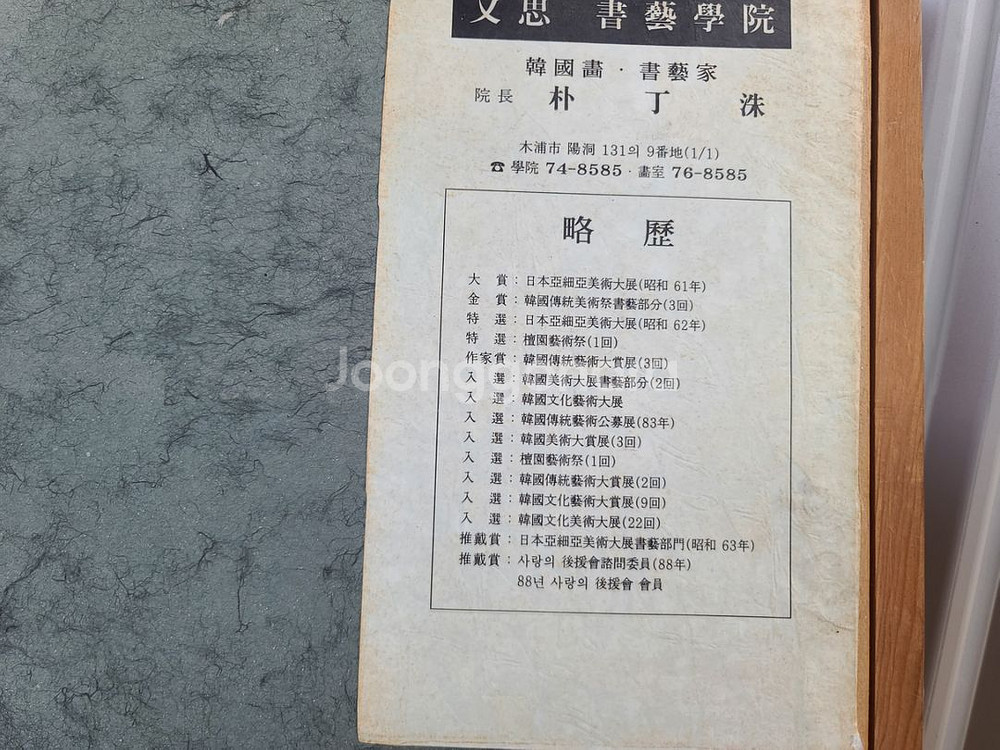 文思 書藝學院
韓國畵 · 書藝家
院長 朴 丁 洙
木浦市 陽洞 131의 9番地(1/1)
☎ 學院 74-8585 · 畵室 76-8585
略 歷
大 賞 : 日本亞細亞美術大展(昭和 61年)
金 賞 : 韓國傳統美術祭書藝部分(3回)
特 選 : 日本亞細亞美術大展(昭和 62年)
特 選 : 檀園藝術祭(1回)
作家賞 : 韓國傳統藝術大賞展(3回)
入 選 : 韓國美術大展書藝部分(2回)
入 選 : 韓國文化藝術大展
入 選 : 韓國傳統藝術公募展(83年)
入 選 : 韓國美術大賞展(3回)
入 選 : 檀園藝術祭(1回)
入 選 : 韓國傳統藝術大賞展(2回)
入 選 : 韓國文化藝術大賞展(9回)
入 選 : 韓國文化美術大展(22回)
推戴賞 : 日本亞細亞美術大展書藝部門(昭和 63年)
推戴賞 : 사랑의 後援會諮問委員(88年)
88년 사랑의 後援會 會員